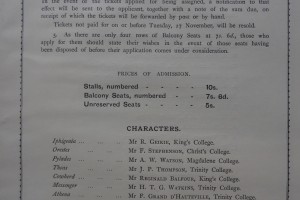 in the event of the tickets applied for being assigned, a notification to that
effect will be sent to the applicant, together with a note of the sum due, on
receipt of which the tickets will be forwarded by post or by hand.
Tickets not paid for on or before Tuesday, 13 November, will be resold.
3. As there are only four rows of Balcony Seats at 7s. 6d., those who
apply for them should state their wishes in the event of those seats having
been disposed of before their application comes under consideration.
PRICES OF ADMISSION.
Stalls, numbered - - - - 10s.
Balcony Seats, numbered - - - 7s. 6d.
Unreserved Seats - - - - 5s.
CHARACTERS.
Iphigenia - - - Mr R. GEIKIE, King's College.
Orestes - - - Mr F. STEPHENSON, Christ's College.
Pylades - - - Mr A. W. WATSON, Magdalene College.
Thoas - - - Mr J. P. THOMPSON, Trinity College.
Cowherd - - - Mr REGINALD BALFOUR, King's College.
Messenger - - - Mr H. T. G. WATKINS, Trinity College.
Athena - - - Mr F. GRAND D'HAUTEVILLE, Trinity College.